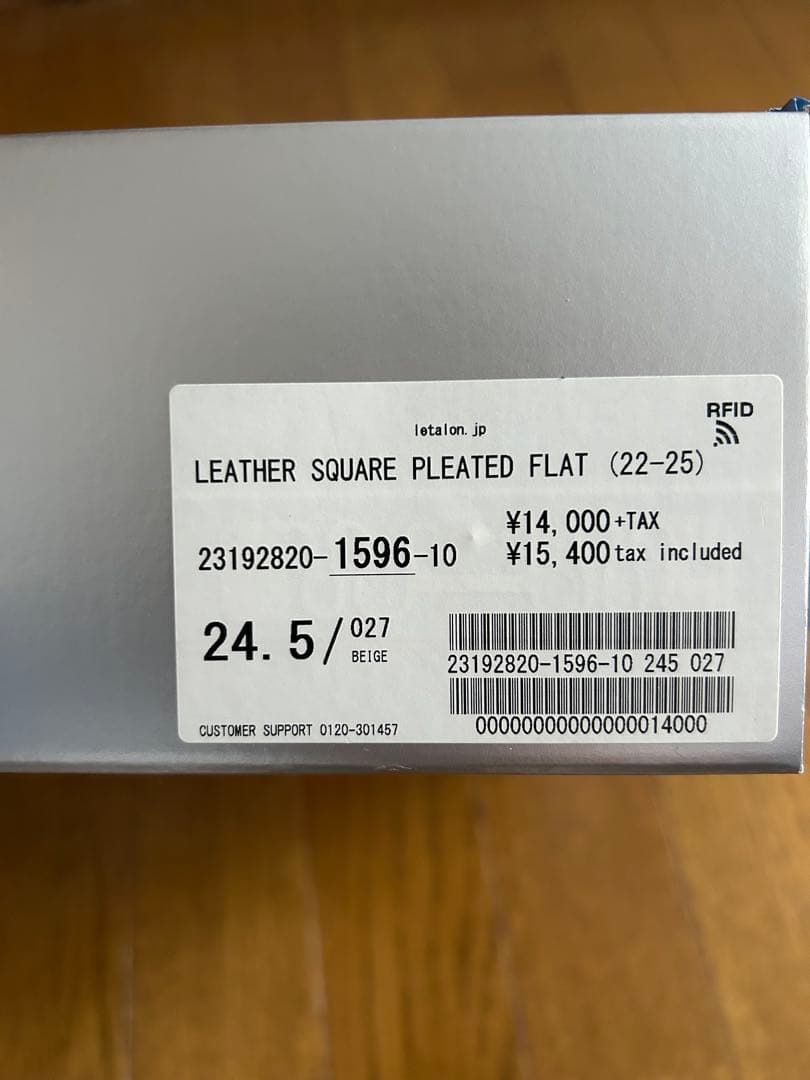 RFID
letalon.jp
LEATHER SQUARE PLEATED FLAT (22-25)
¥14,000+TAX
23192820-1596-10
¥15,400 tax included
24.5/027
BEIGE
23192820-1596-10 245 027
CUSTOMER SUPPORT 0120-301457
00000000000000014000